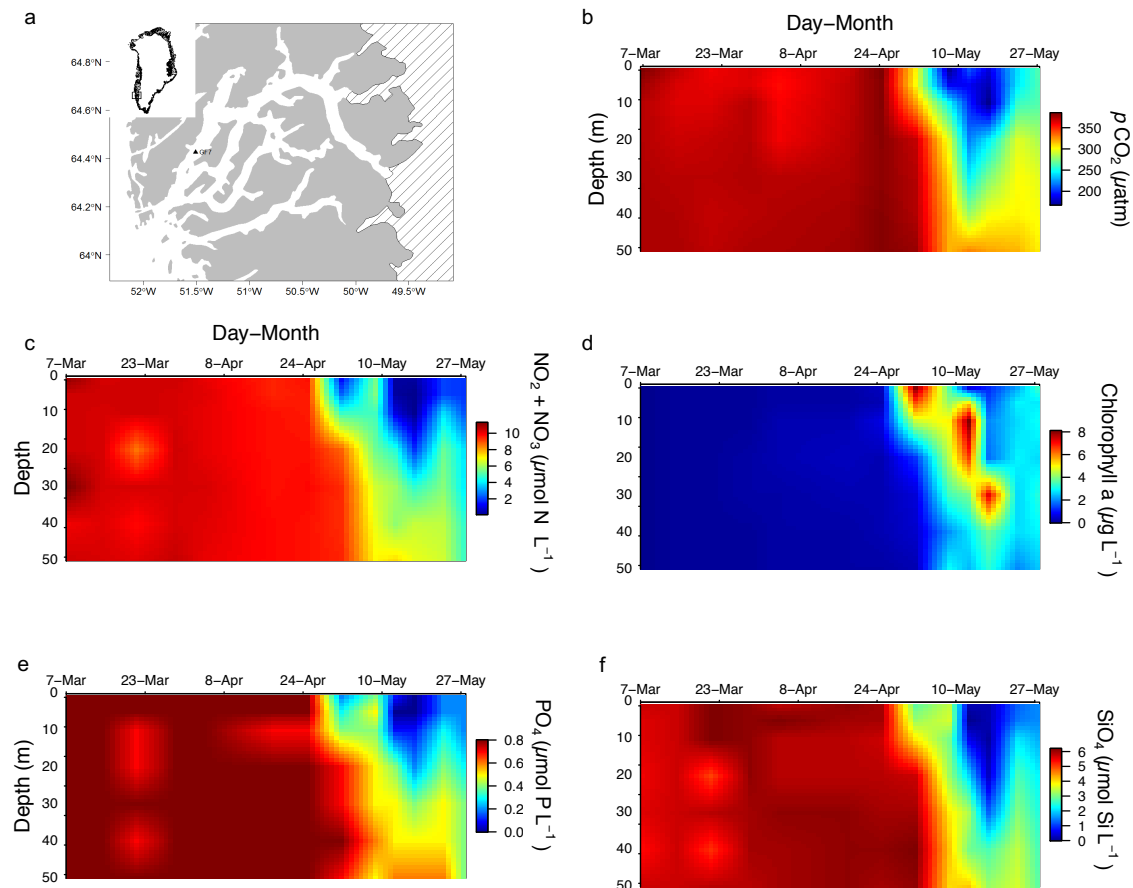 a
64.8°N
64.6°N
64.4°N
64.2°N
64°N
GF7
52°W 51.5°W 51°W 50.5°W 50°W 49.5°W
b
Day−Month
7−Mar 23−Mar 8−Apr 24−Apr 10−May 27−May
Depth (m)
0
10
20
30
40
50
pCO₂ (µatm)
350
300
250
200
c
Day−Month
7−Mar 23−Mar 8−Apr 24−Apr 10−May 27−May
Depth
0
10
20
30
40
50
NO₂ + NO₃ (µmol N L⁻¹ )
10
8
6
4
2
d
7−Mar 23−Mar 8−Apr 24−Apr 10−May 27−May
0
10
20
30
40
50
Chlorophyll a (µg L⁻¹ )
8
6
4
2
0
e
7−Mar 23−Mar 8−Apr 24−Apr 10−May 27−May
Depth (m)
0
10
20
30
40
50
PO₄ (µmol P L⁻¹ )
0.8
0.6
0.4
0.2
0.0
f
7−Mar 23−Mar 8−Apr 24−Apr 10−May 27−May
0
10
20
30
40
50
SiO₄ (µmol Si L⁻¹ )
6
5
4
3
2
1
0